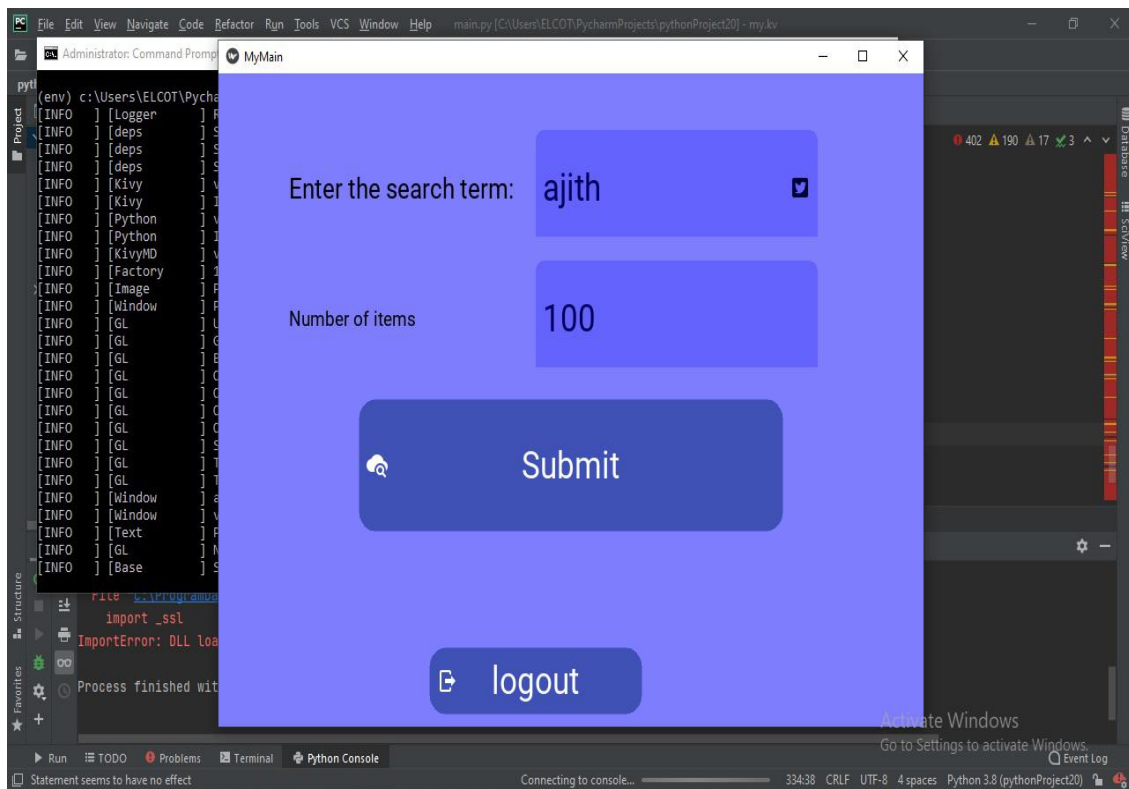 PC File Edit View Navigate Code Refactor Run Tools VCS Window Help main.py [C:\Users\ELCOT\PycharmProjects\pythonProject20] - my.kv
Administrator: Command Promp
MyMain
pyth
(env) c:\Users\ELCOT\Pycha
[INFO ] [Logger ] R
[INFO ] [deps ] S
[INFO ] [deps ] S
[INFO ] [deps ] S
[INFO ] [Kivy ] v
[INFO ] [Kivy ] I
[INFO ] [Python ] v
[INFO ] [Python ] I
[INFO ] [KivyMD ] v
[INFO ] [Factory ] 1
[INFO ] [Image ] P
[INFO ] [Window ] P
[INFO ] [GL ] U
[INFO ] [GL ] G
[INFO ] [GL ] B
[INFO ] [GL ] O
[INFO ] [GL ] O
[INFO ] [GL ] O
[INFO ] [GL ] O
[INFO ] [GL ] S
[INFO ] [GL ] T
[INFO ] [GL ] T
[INFO ] [Window ] a
[INFO ] [Window ] v
[INFO ] [Text ] P
[INFO ] [GL ] N
[INFO ] [Base ] S
Project
402 190 17 3
Database
SciView
Enter the search term: ajith
Number of items 100
Submit
logout
File "C:\Programda
import _ssl
ImportError: DLL loa
Process finished wit
Structure
Favorites
Activate Windows
Go to Settings to activate Windows.
Run TODO Problems Terminal Python Console Event Log
Statement seems to have no effect Connecting to console... 334:38 CRLF UTF-8 4 spaces Python 3.8 (pythonProject20)